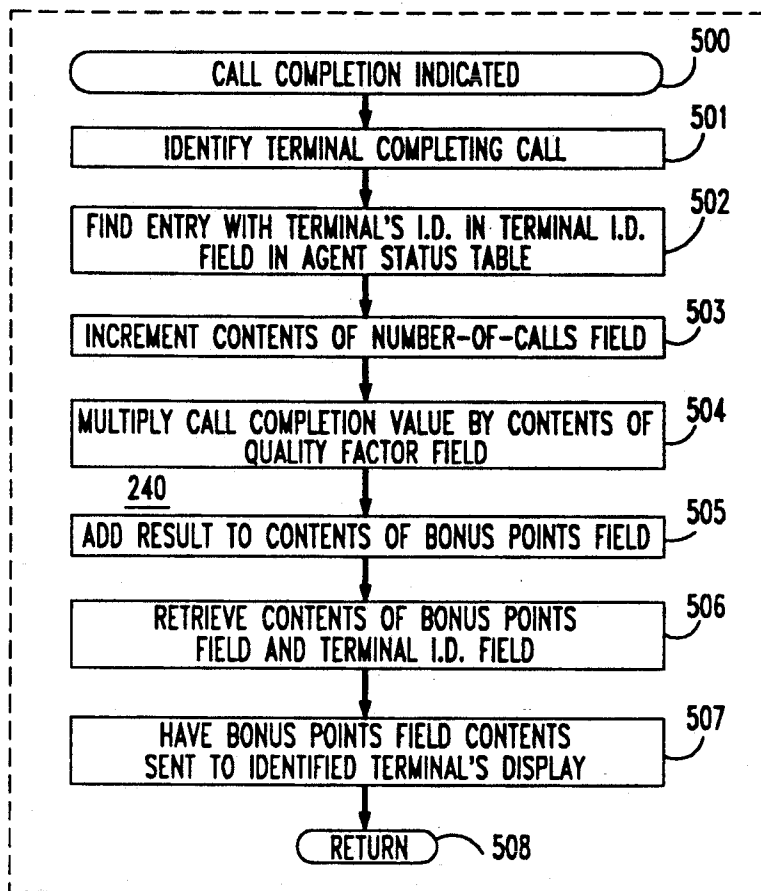 CALL COMPLETION INDICATED
500
IDENTIFY TERMINAL COMPLETING CALL
501
FIND ENTRY WITH TERMINAL'S I.D. IN TERMINAL I.D.
FIELD IN AGENT STATUS TABLE
502
INCREMENT CONTENTS OF NUMBER-OF-CALLS FIELD
503
MULTIPLY CALL COMPLETION VALUE BY CONTENTS OF
QUALITY FACTOR FIELD
504
240
ADD RESULT TO CONTENTS OF BONUS POINTS FIELD
505
RETRIEVE CONTENTS OF BONUS POINTS
FIELD AND TERMINAL I.D. FIELD
506
HAVE BONUS POINTS FIELD CONTENTS
SENT TO IDENTIFIED TERMINAL'S DISPLAY
507
RETURN
508